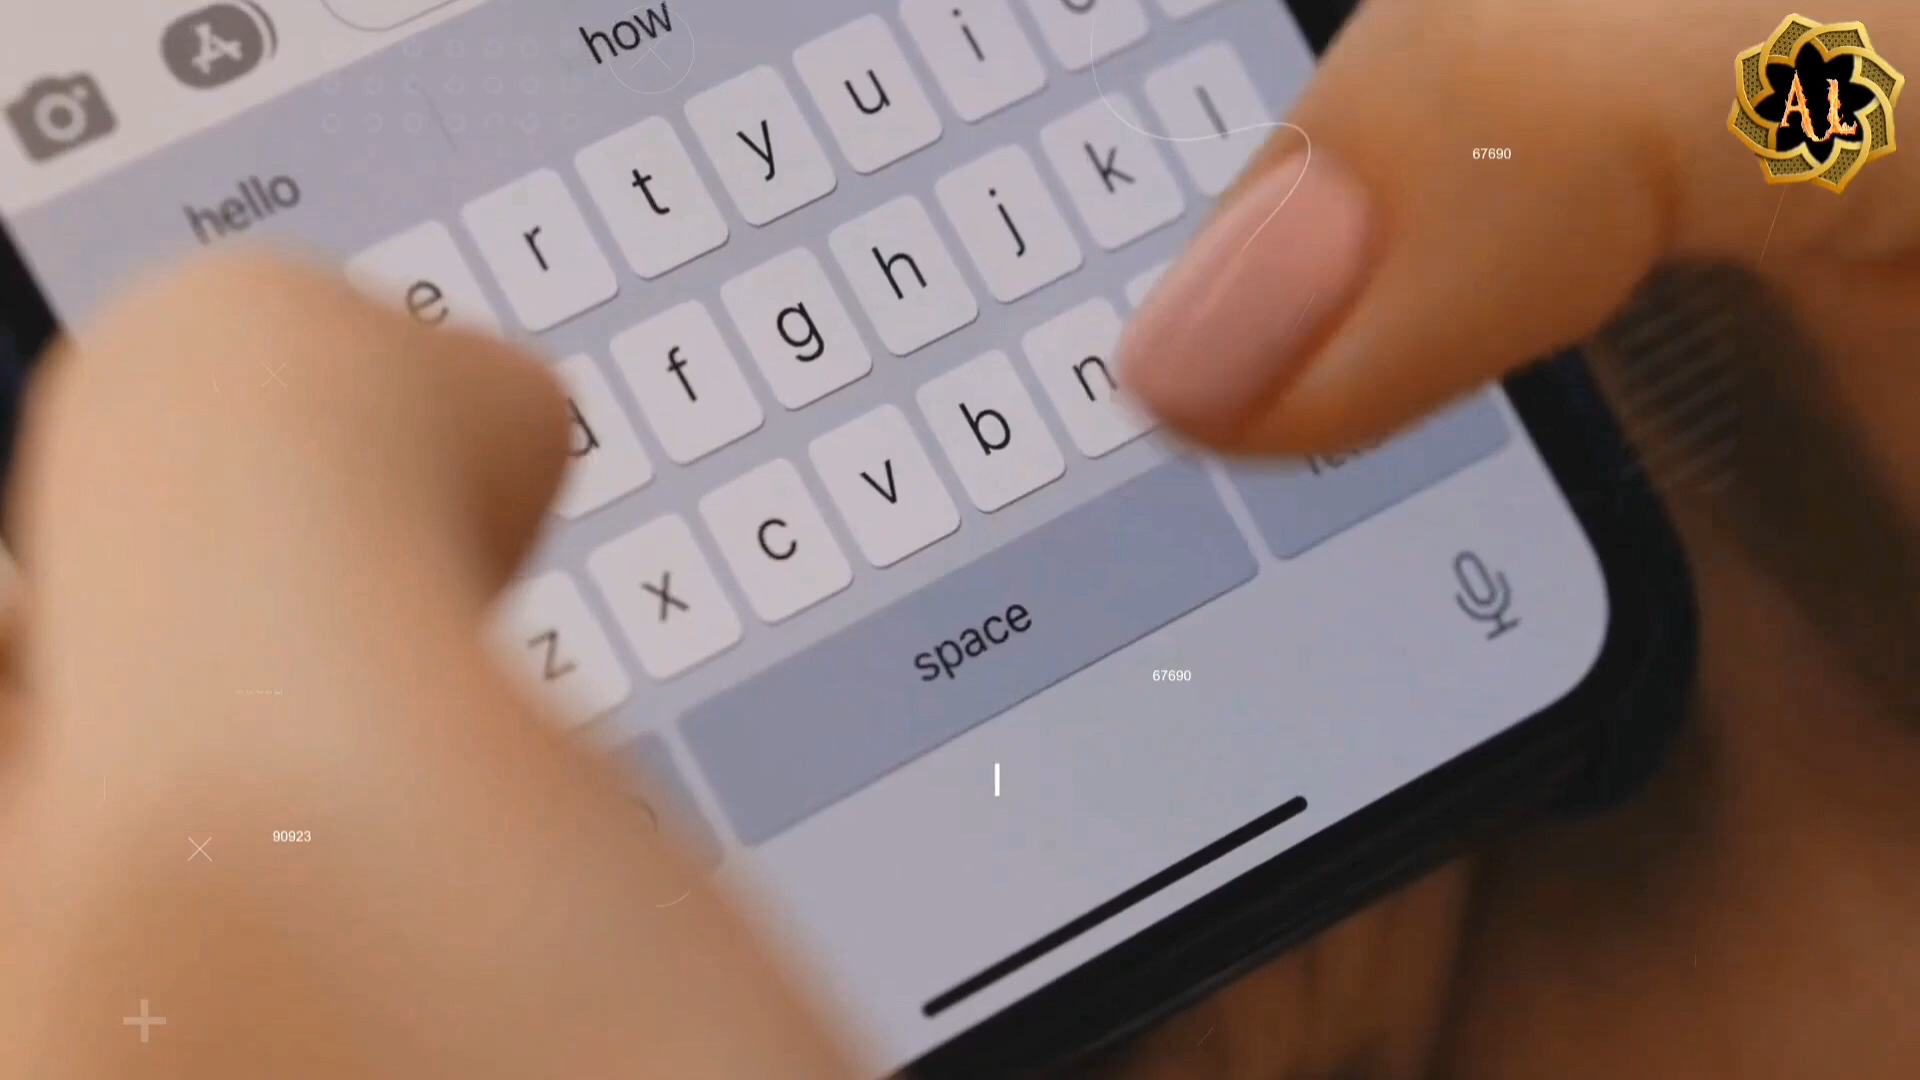 how
hello
e r t y u i
d f g h j k l
z x c v b n
space
67690
67690
90923
AL